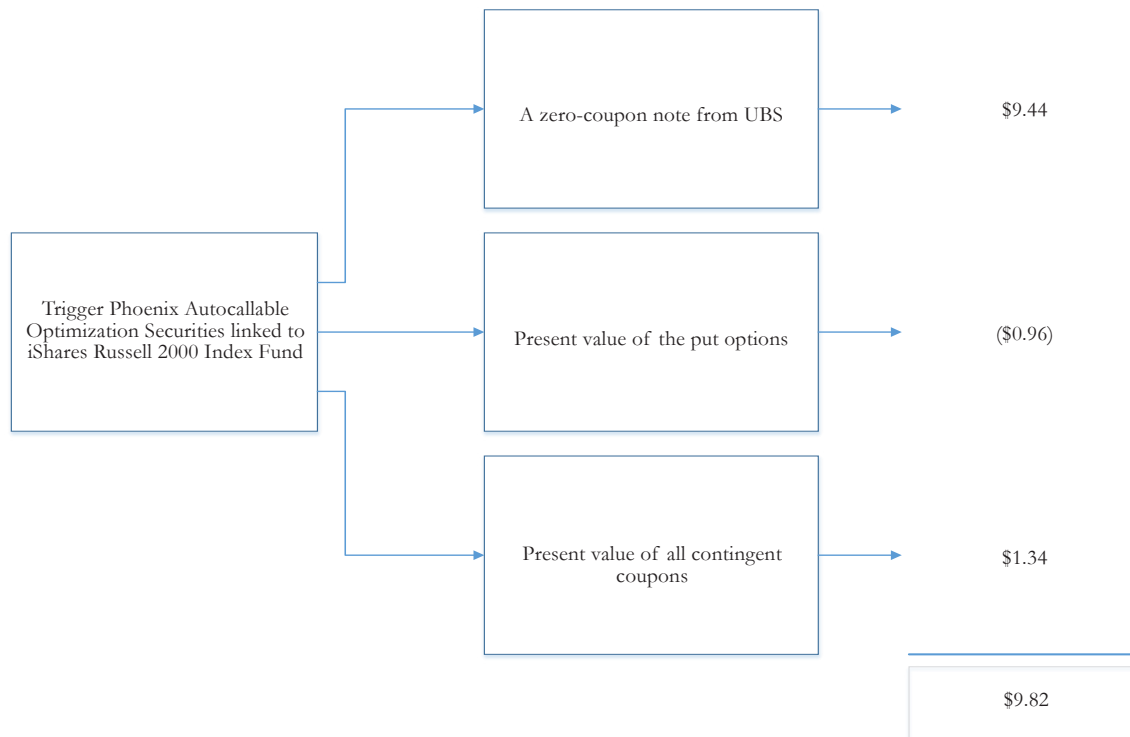 A zero-coupon note from UBS
$9.44
Trigger Phoenix Autocallable
Optimization Securities linked to
iShares Russell 2000 Index Fund
Present value of the put options
($0.96)
Present value of all contingent
coupons
$1.34
$9.82